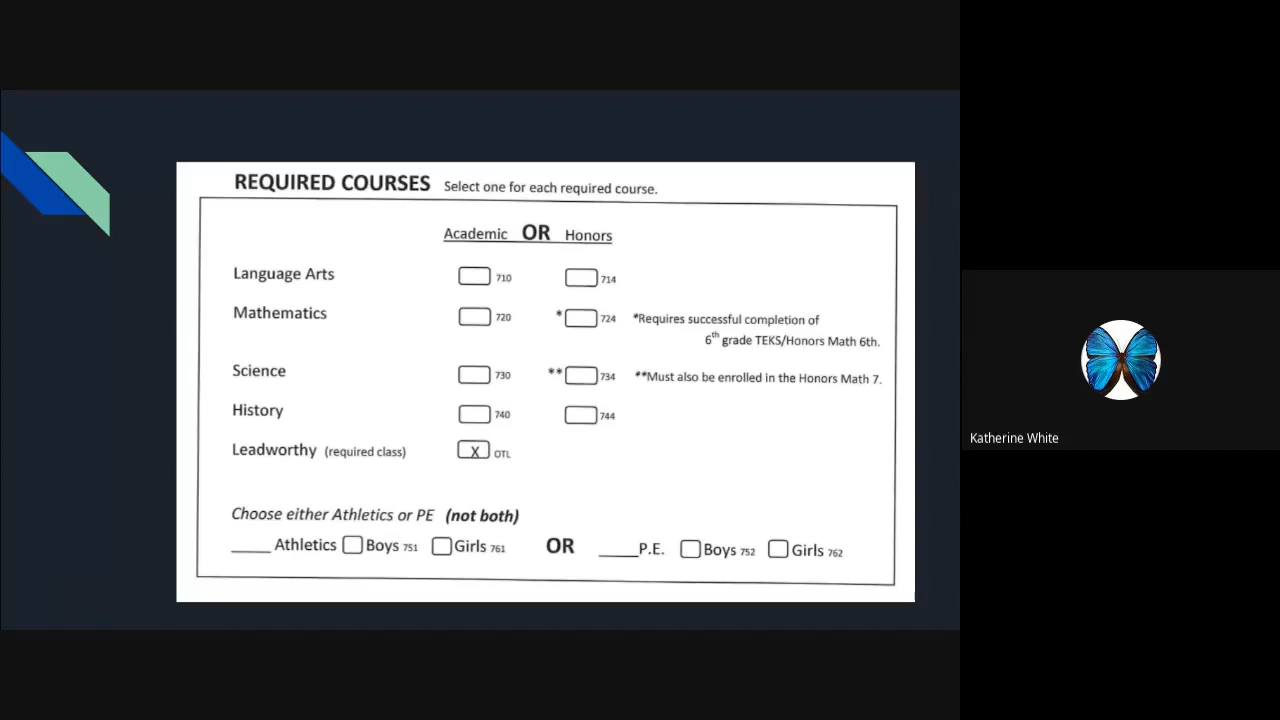 REQUIRED COURSES Select one for each required course.
Academic OR Honors
Language Arts 710 714
Mathematics 720 * 724 *Requires successful completion of
6th grade TEKS/Honors Math 6th.
Science 730 ** 734 **Must also be enrolled in the Honors Math 7.
History 740 744
Leadworthy (required class) X OTL
Choose either Athletics or PE (not both)
_____ Athletics Boys 751 Girls 761 OR _____P.E. Boys 752 Girls 762
Katherine White